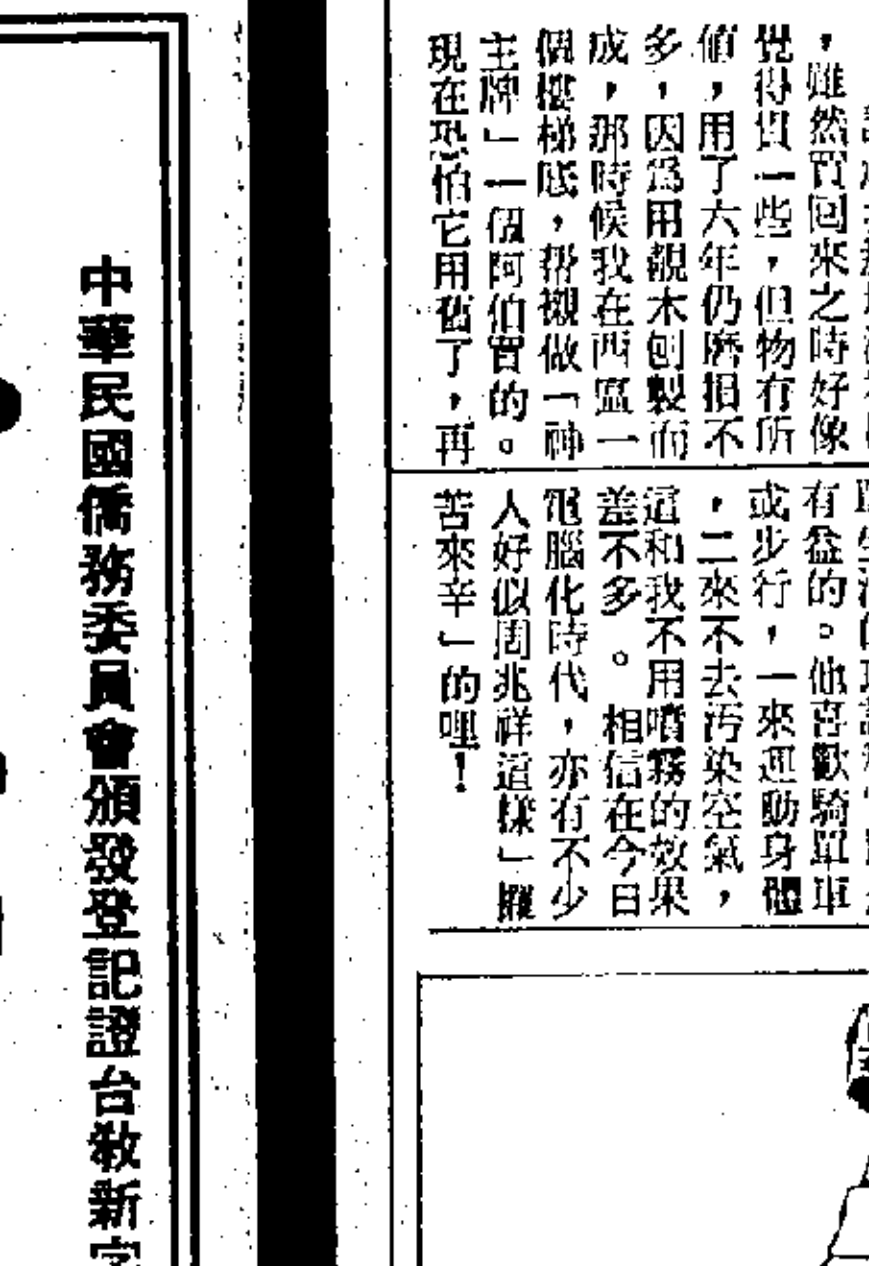 ，雖然買回來之時好像
覺得貴一些，但物有所
值，用了六年仍磨損不
多，因爲用靚木刨製而
成，那時候我在西區一
個樓梯底，帮襯做「神
主牌」一個阿伯買的。
現在恐怕它用舊了，再
有益的。他喜歡騎單車
或步行，一來運動身體
，二來不去污染空氣，
這和我不用噴霧的效果
差不多。相信在今日
電腦化時代，亦有不少
人好似周兆祥這樣「攞
苦來辛」的哩！
中華民國僑務委員會頒發登記證台敎新